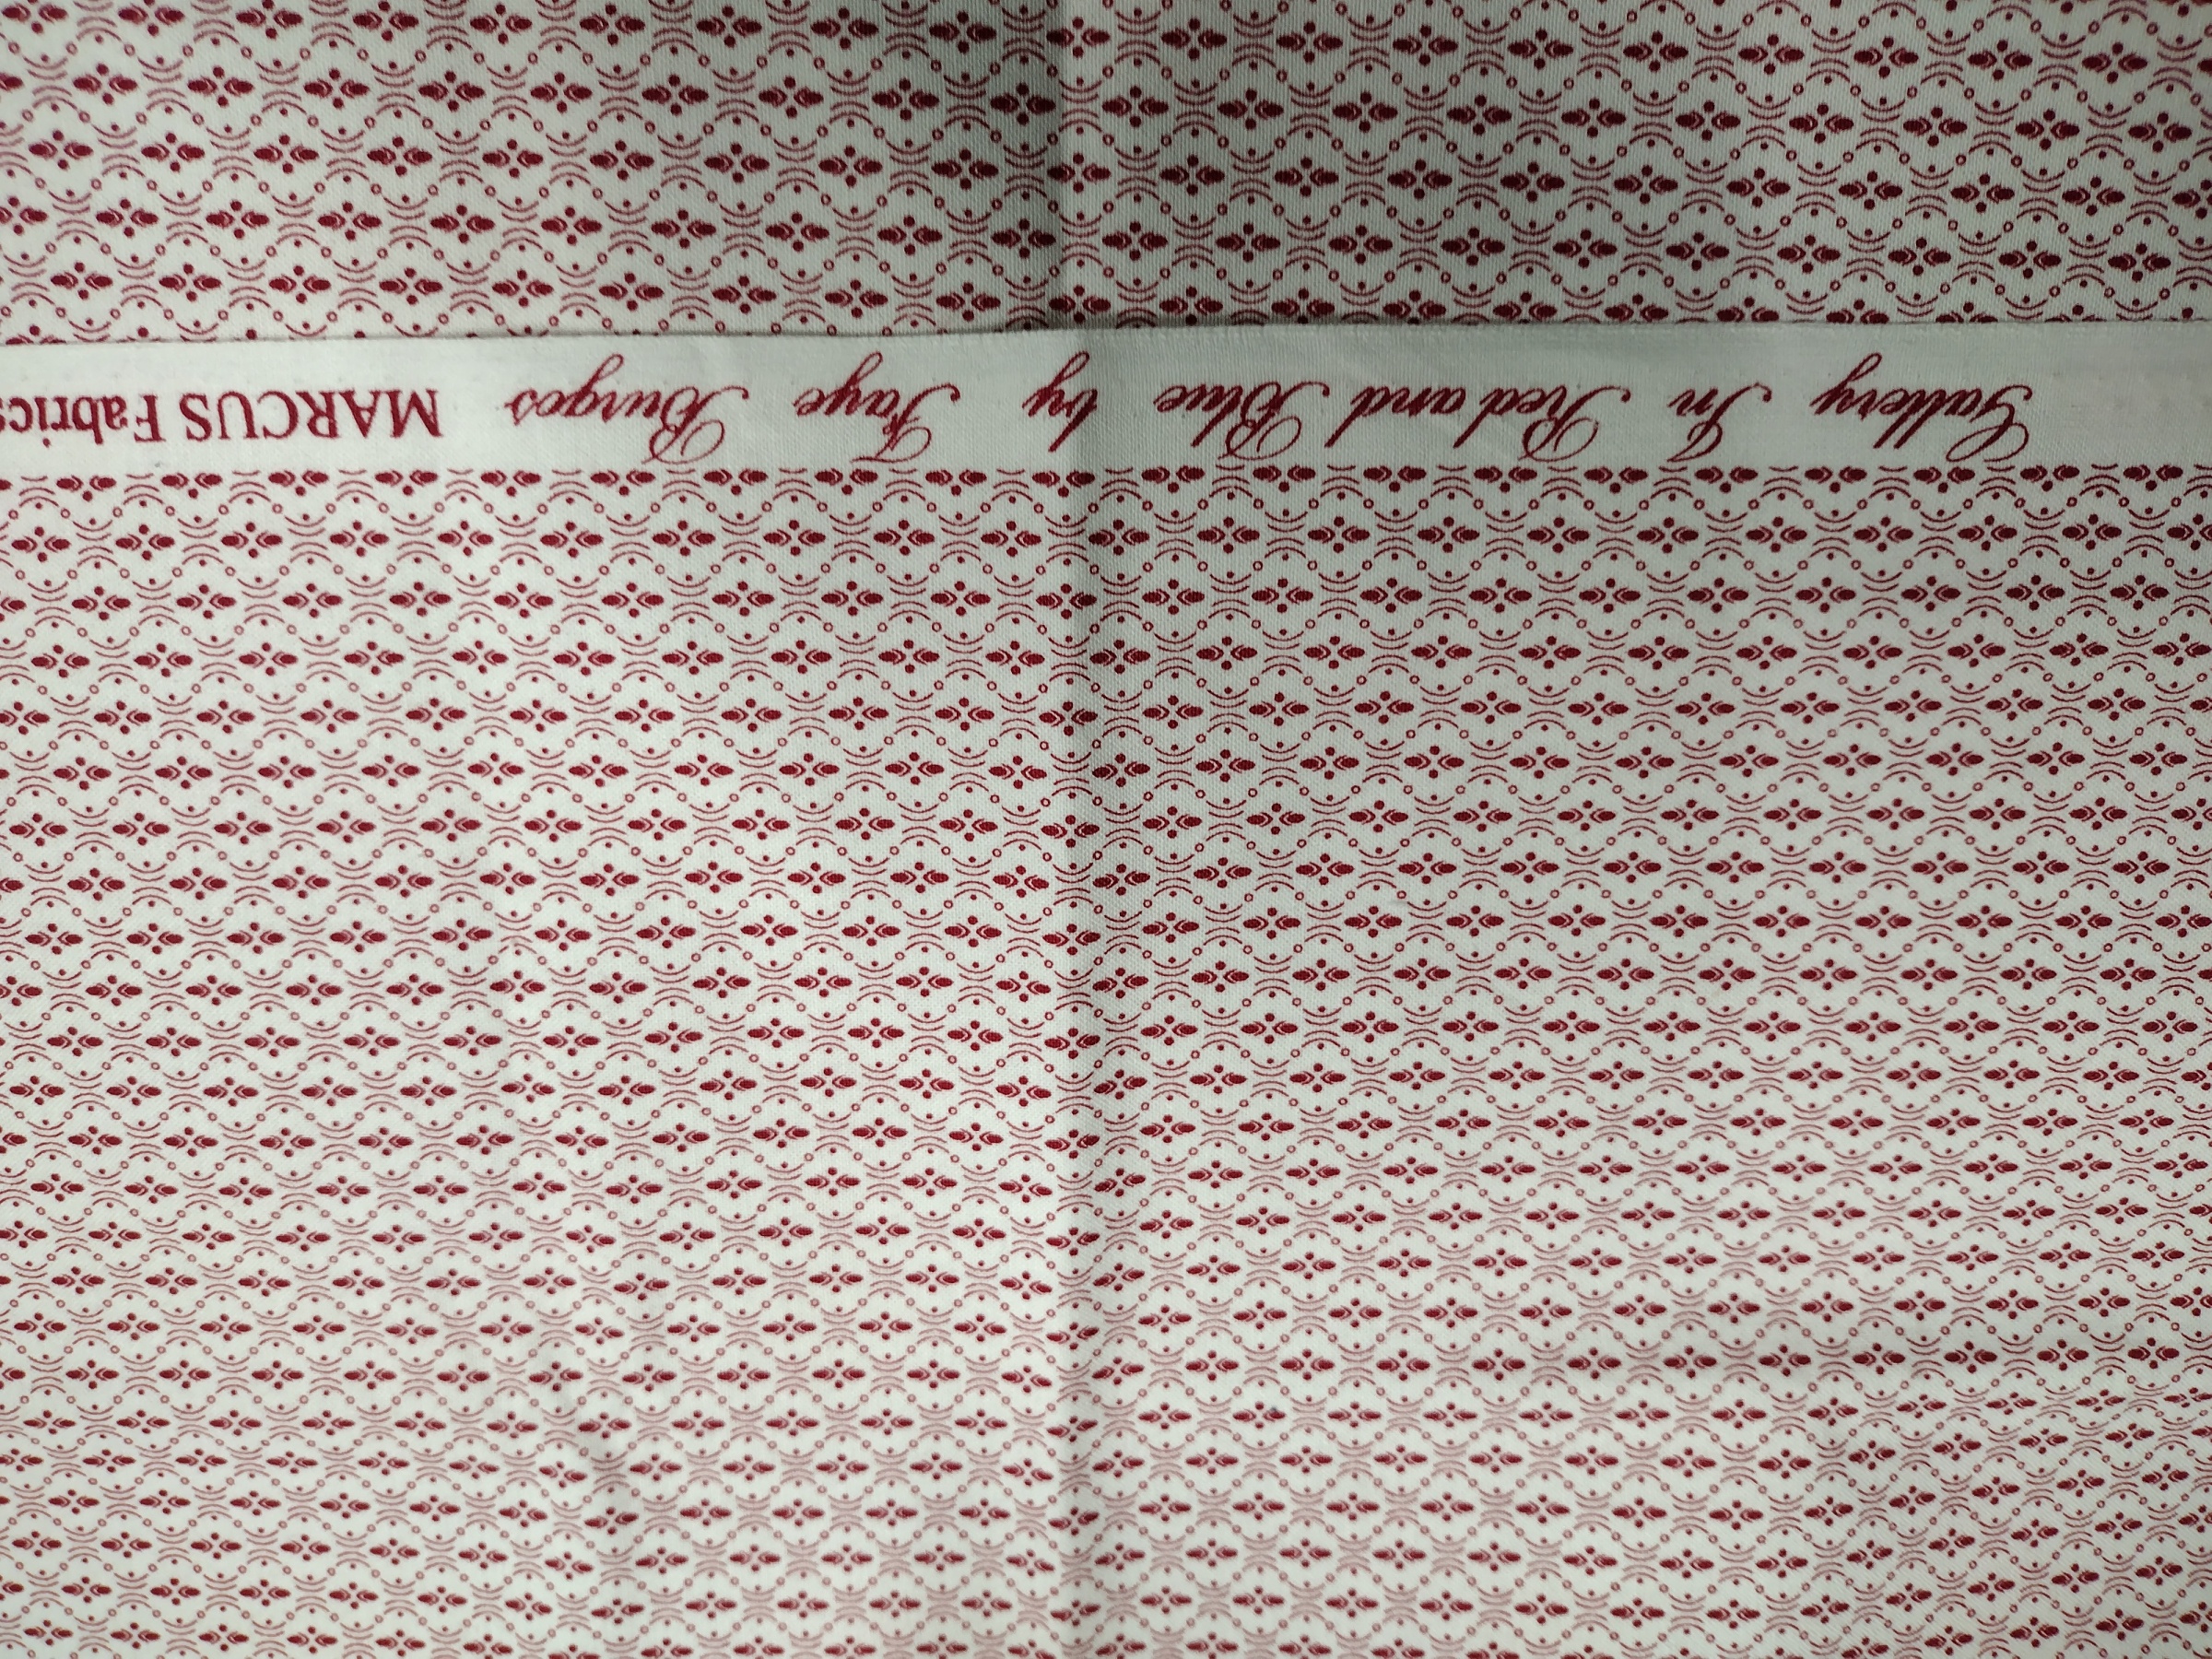 Gallery In Red and Blue by Faye Burgos MARCUS Fabrics